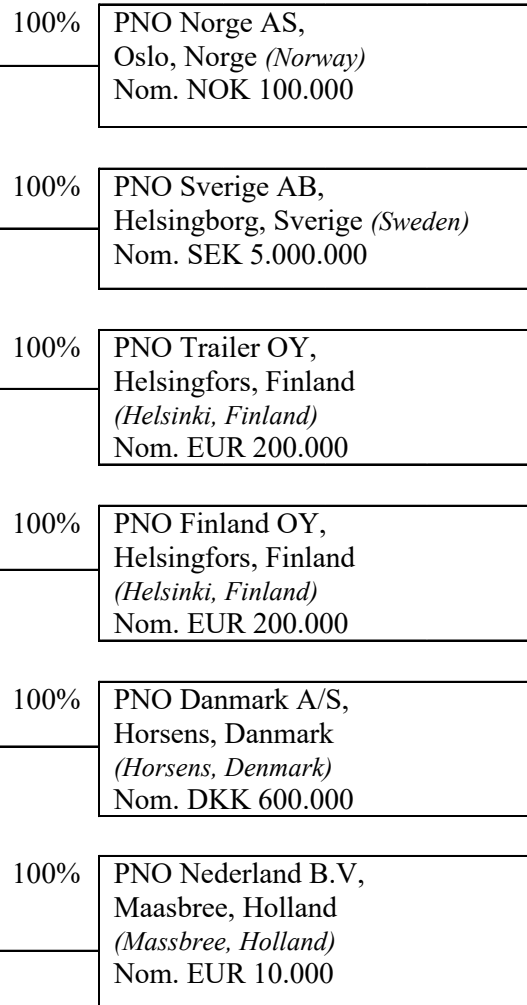 100%
PNO Norge AS,
Oslo, Norge (Norway)
Nom. NOK 100.000
100%
PNO Sverige AB,
Helsingborg, Sverige (Sweden)
Nom. SEK 5.000.000
100%
PNO Trailer OY,
Helsingfors, Finland
(Helsinki, Finland)
Nom. EUR 200.000
100%
PNO Finland OY,
Helsingfors, Finland
(Helsinki, Finland)
Nom. EUR 200.000
100%
PNO Danmark A/S,
Horsens, Danmark
(Horsens, Denmark)
Nom. DKK 600.000
100%
PNO Nederland B.V,
Maasbree, Holland
(Massbree, Holland)
Nom. EUR 10.000